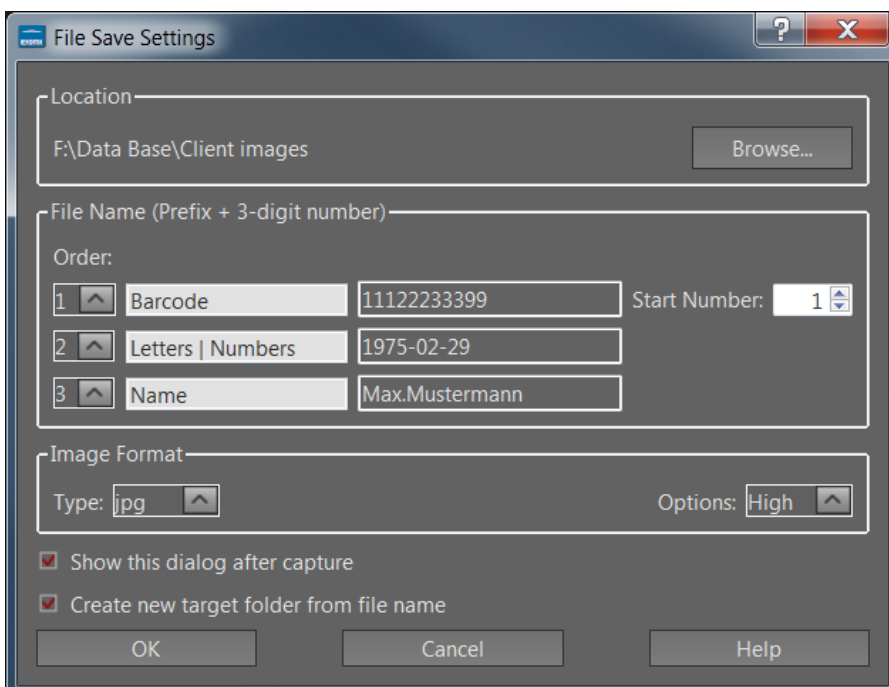 File Save Settings
Location
F:\Data Base\Client images Browse...
File Name (Prefix + 3-digit number)
Order:
1 Barcode 11122233399 Start Number: 1
2 Letters | Numbers 1975-02-29
3 Name Max.Mustermann
Image Format
Type: jpg Options: High
Show this dialog after capture
Create new target folder from file name
OK Cancel Help